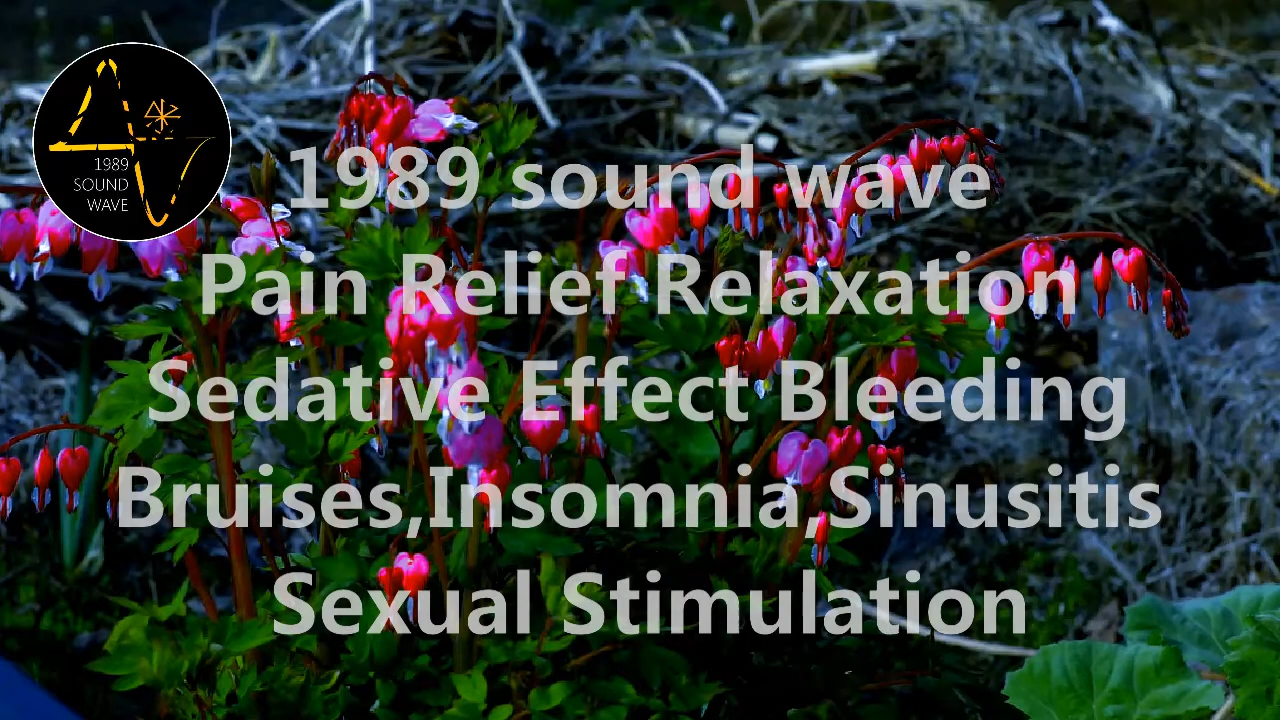 1989
SOUND
WAVE
1989 sound wave
Pain Relief Relaxation
Sedative Effect Bleeding
Bruises,Insomnia,Sinusitis
Sexual Stimulation